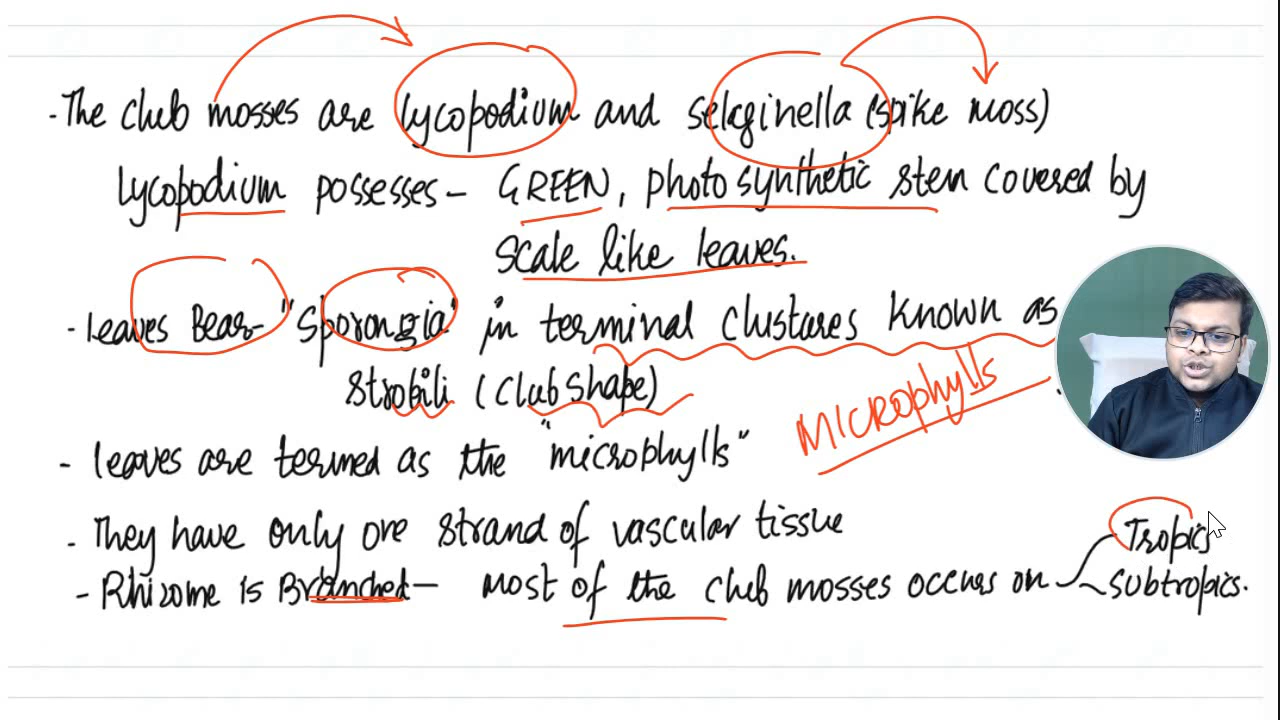 - The club mosses are lycopodium and selaginella (spike moss)
Lycopodium possesses - GREEN, photosynthetic stem covered by
scale like leaves.
- Leaves Bear- "Sporongia" in terminal clustures known as
strobili (club shape)
MICROPHYLLS
- leaves are termed as the "microphylls"
- They have only one strand of vascular tissue
- Rhizome is Branched - most of the club mosses occurs on
Tropics
subtropics.